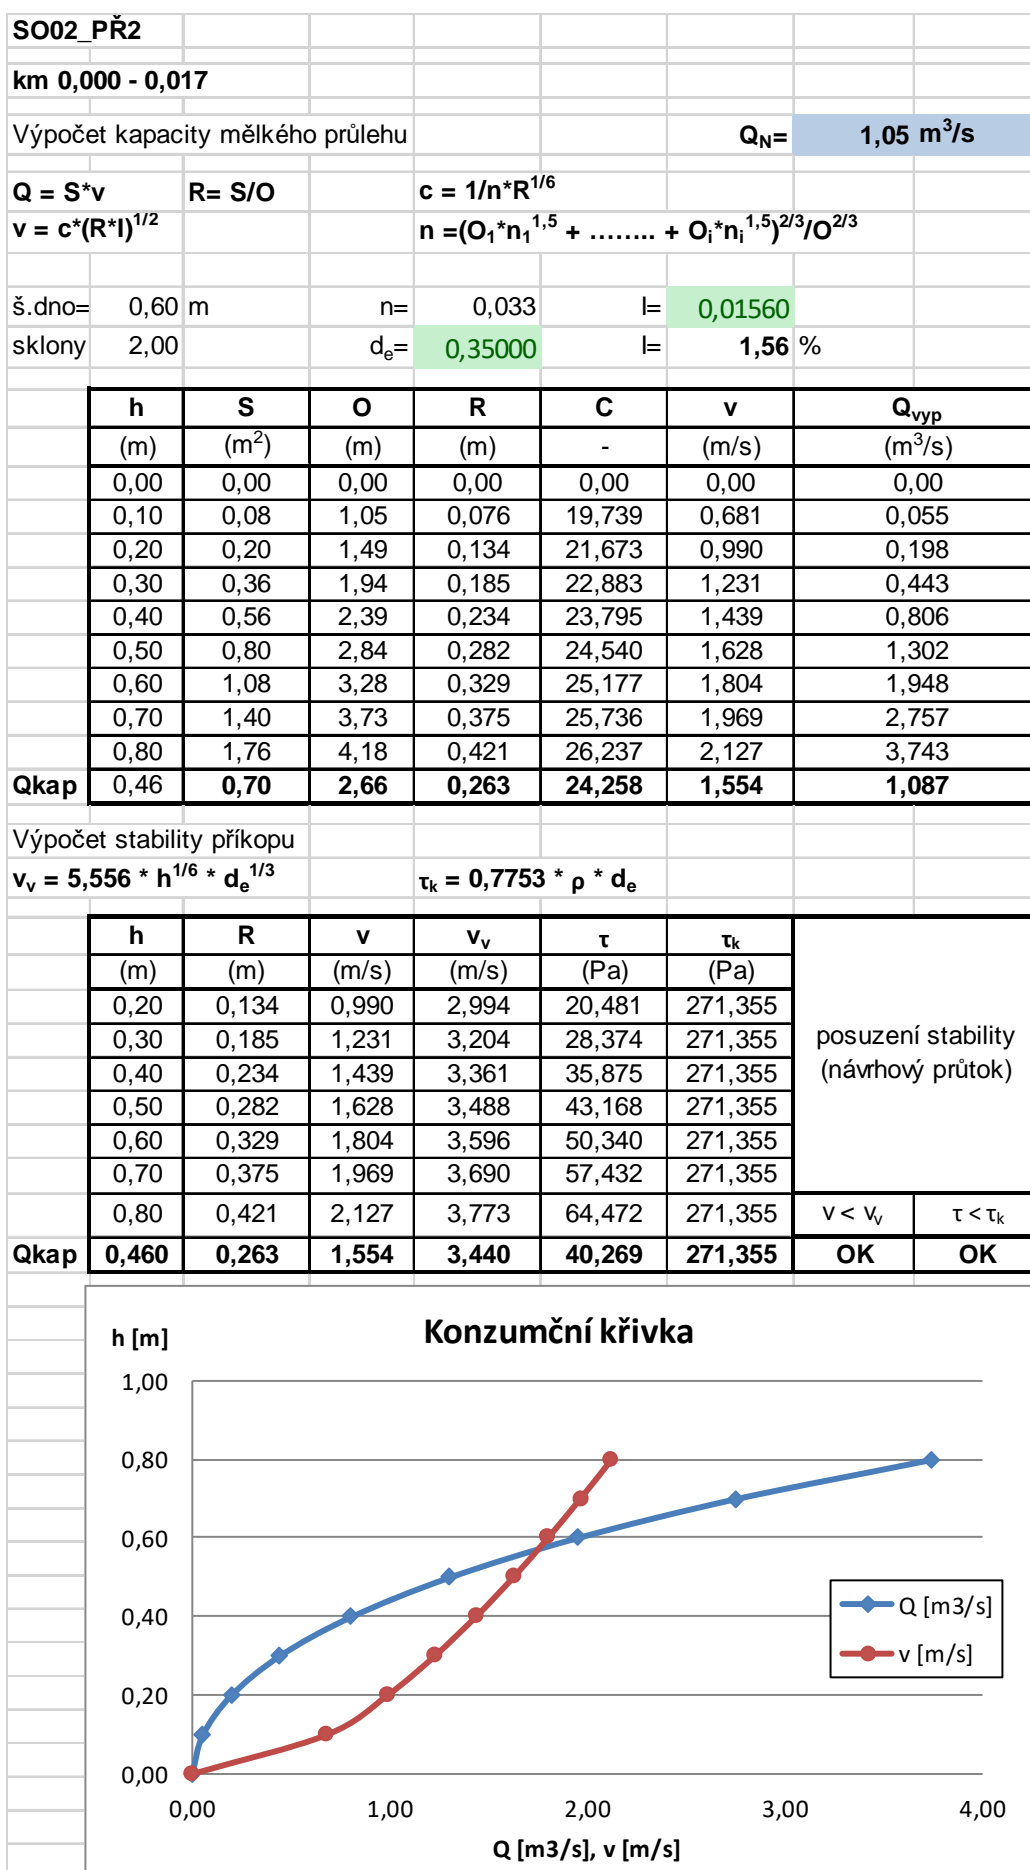 SO02_PŘ2
km 0,000 - 0,017
Výpočet kapacity mělkého průlehu Q_N= 1,05 m³/s
Q = S*v R= S/O c = 1/n*R^1/6
v = c*(R*I)^1/2 n =(O₁*n₁^1,5 + …….. + Oᵢ*nᵢ^1,5)^2/3/O^2/3
š.dno= 0,60 m n= 0,033 I= 0,01560
sklony 2,00 dₑ= 0,35000 I= 1,56 %
h S O R C v Q_vyp
(m) (m²) (m) (m) - (m/s) (m³/s)
0,00 0,00 0,00 0,00 0,00 0,00 0,00
0,10 0,08 1,05 0,076 19,739 0,681 0,055
0,20 0,20 1,49 0,134 21,673 0,990 0,198
0,30 0,36 1,94 0,185 22,883 1,231 0,443
0,40 0,56 2,39 0,234 23,795 1,439 0,806
0,50 0,80 2,84 0,282 24,540 1,628 1,302
0,60 1,08 3,28 0,329 25,177 1,804 1,948
0,70 1,40 3,73 0,375 25,736 1,969 2,757
0,80 1,76 4,18 0,421 26,237 2,127 3,743
Qkap 0,46 0,70 2,66 0,263 24,258 1,554 1,087
Výpočet stability příkopu
vᵥ = 5,556 * h^1/6 * dₑ^1/3 τₖ = 0,7753 * ρ * dₑ
h R v vᵥ τ τₖ
(m) (m) (m/s) (m/s) (Pa) (Pa)
0,20 0,134 0,990 2,994 20,481 271,355
0,30 0,185 1,231 3,204 28,374 271,355
0,40 0,234 1,439 3,361 35,875 271,355
0,50 0,282 1,628 3,488 43,168 271,355
0,60 0,329 1,804 3,596 50,340 271,355
0,70 0,375 1,969 3,690 57,432 271,355
posuzení stability
(návrhový průtok)
0,80 0,421 2,127 3,773 64,472 271,355 v < vᵥ τ < τₖ
Qkap 0,460 0,263 1,554 3,440 40,269 271,355 OK OK
Konzumční křivka
h [m]
1,00
0,80
0,60
0,40
0,20
0,00
Q [m3/s]
v [m/s]
0,00 1,00 2,00 3,00 4,00
Q [m3/s], v [m/s]